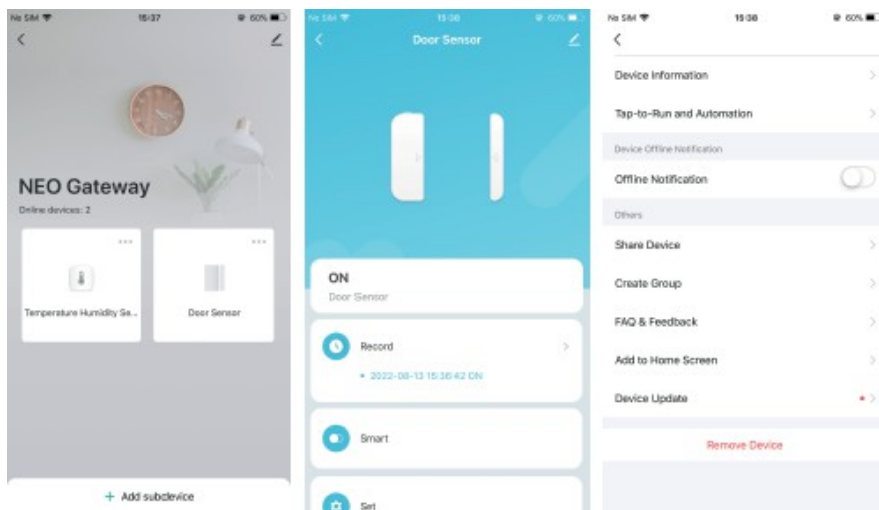 No SIM 15:37 60%
NEO Gateway
Online devices: 2
Temperature Humidity Se...
Door Sensor
+ Add subdevice
No SIM 15:38 60%
Door Sensor
ON
Door Sensor
Record
• 2022-08-13 15:36:42 ON
Smart
Set
No SIM 15:38 60%
Device Information
Tap-to-Run and Automation
Device Offline Notification
Offline Notification
Others
Share Device
Create Group
FAQ & Feedback
Add to Home Screen
Device Update
Remove Device